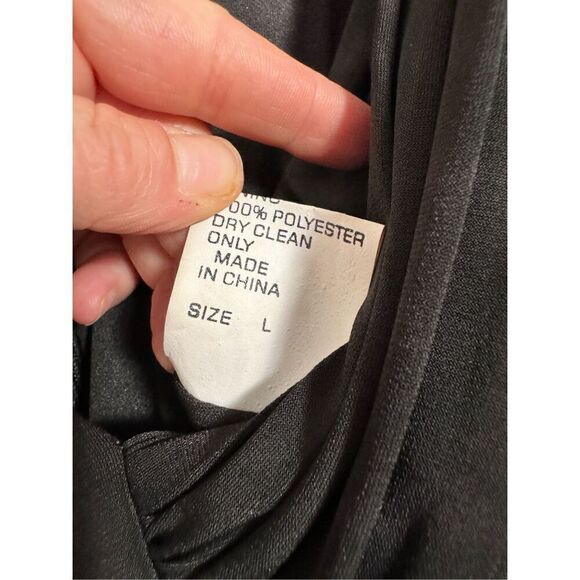 100% POLYESTER
DRY CLEAN
ONLY
MADE
IN CHINA
SIZE L